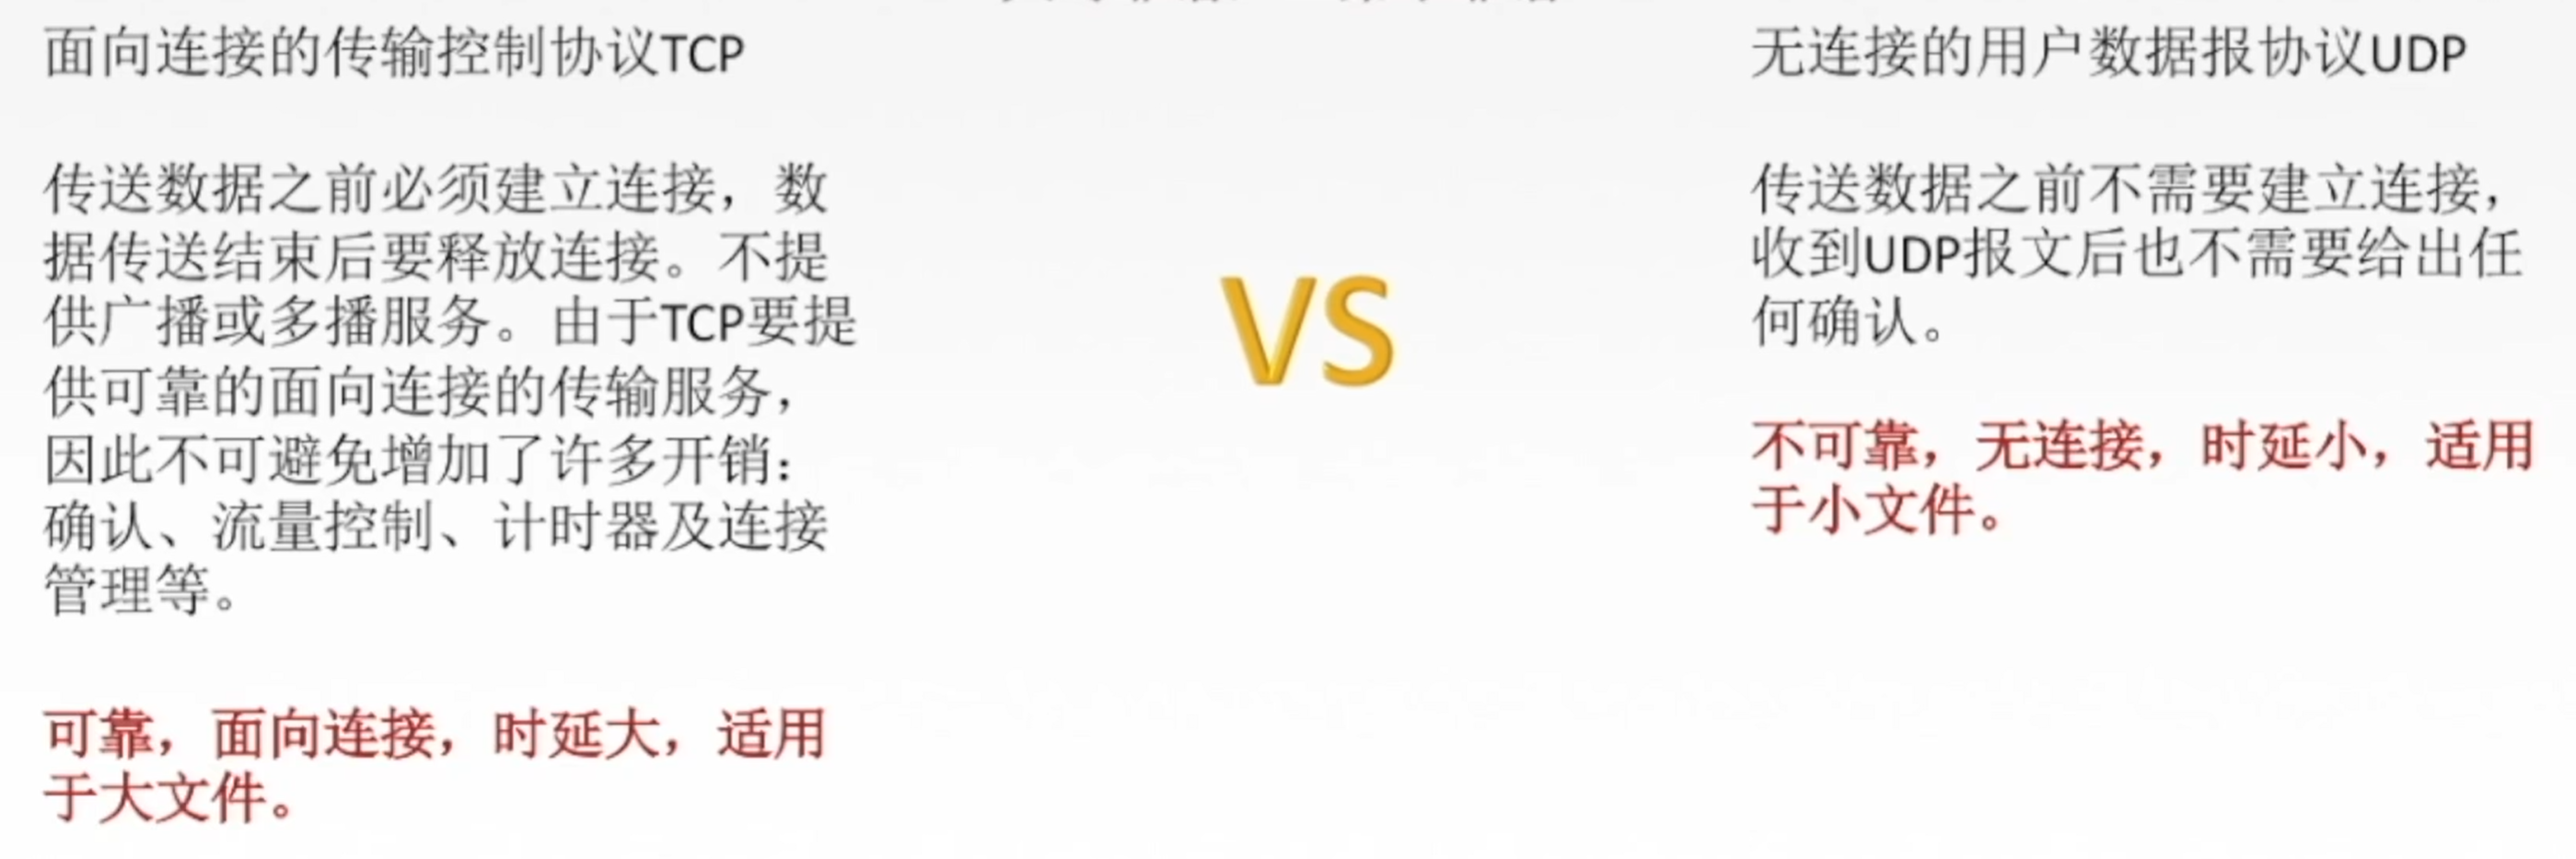 面向连接的传输控制协议TCP
传送数据之前必须建立连接，数
据传送结束后要释放连接。不提
供广播或多播服务。由于TCP要提
供可靠的面向连接的传输服务，
因此不可避免增加了许多开销：
确认、流量控制、计时器及连接
管理等。
可靠，面向连接，时延大，适用
于大文件。
VS
无连接的用户数据报协议UDP
传送数据之前不需要建立连接，
收到UDP报文后也不需要给出任
何确认。
不可靠，无连接，时延小，适用
于小文件。